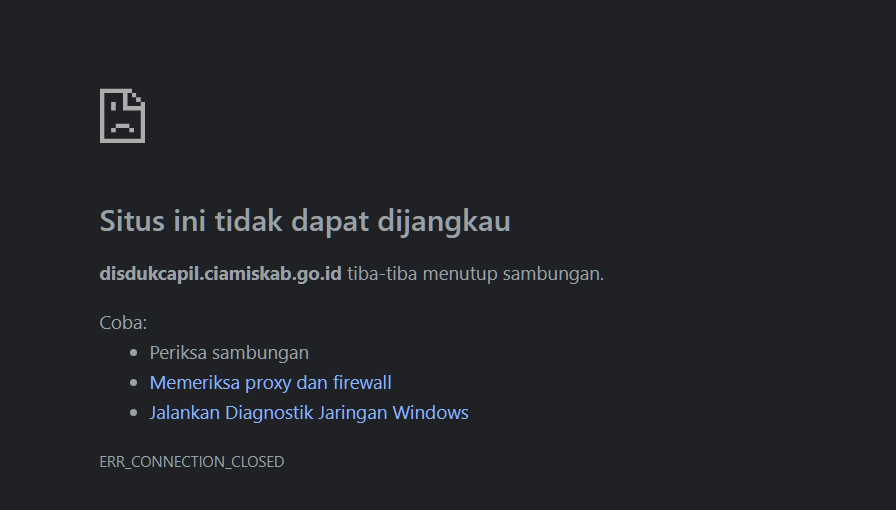 Situs ini tidak dapat dijangkau
disdukcapil.ciamiskab.go.id tiba-tiba menutup sambungan.
Coba:
Periksa sambungan
Memeriksa proxy dan firewall
Jalankan Diagnostik Jaringan Windows
ERR_CONNECTION_CLOSED